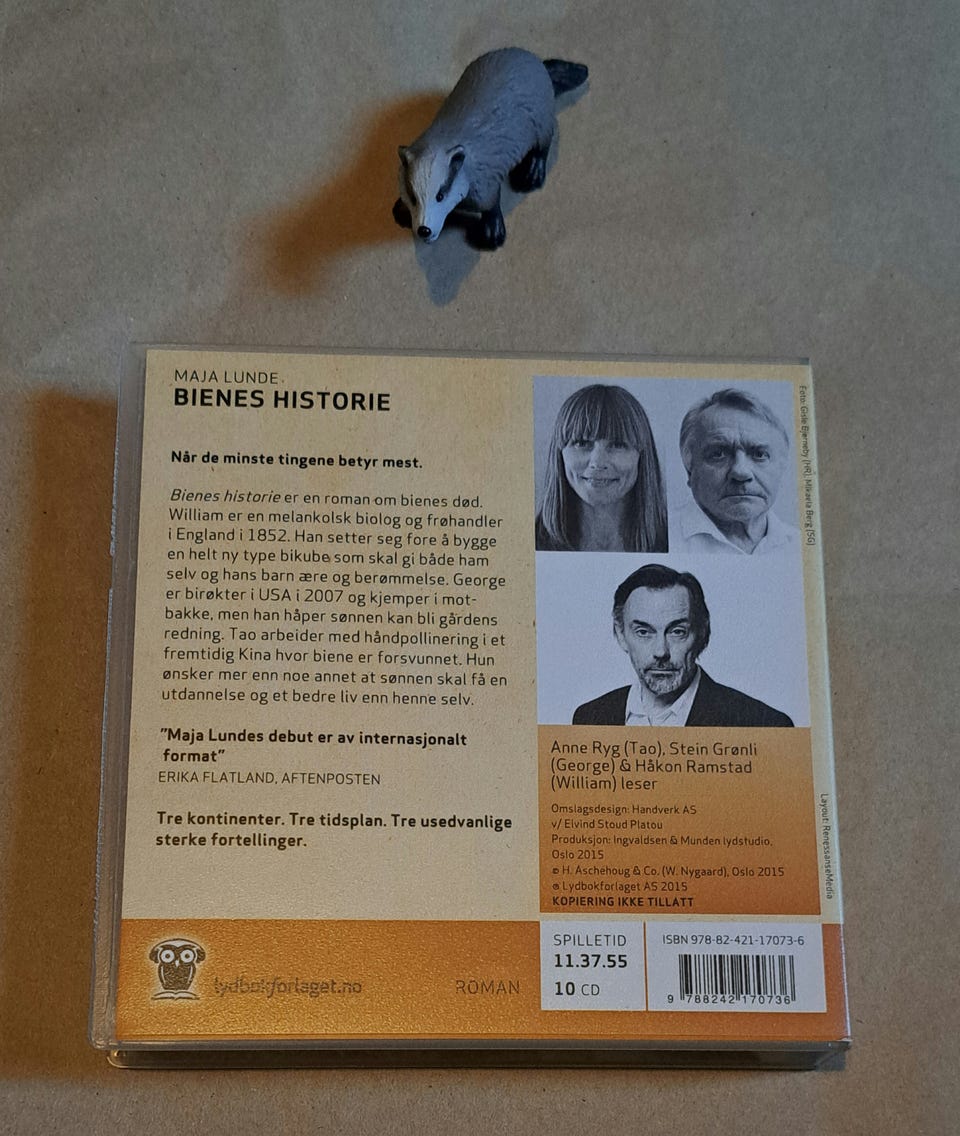 MAJA LUNDE
BIENES HISTORIE
Når de minste tingene betyr mest.
Bienes historie er en roman om bienes død.
William er en melankolsk biolog og frøhandler
i England i 1852. Han setter seg fore å bygge
en helt ny type bikube som skal gi både ham
selv og hans barn ære og berømmelse. George
er birøkter i USA i 2007 og kjemper i mot-
bakke, men han håper sønnen kan bli gårdens
redning. Tao arbeider med håndpollinering i et
fremtidig Kina hvor biene er forsvunnet. Hun
ønsker mer enn noe annet at sønnen skal få en
utdannelse og et bedre liv enn henne selv.
"Maja Lundes debut er av internasjonalt
format"
ERIKA FLATLAND, AFTENPOSTEN
Tre kontinenter. Tre tidsplan. Tre usedvanlige
sterke fortellinger.
Foto: Gisle Bjørneby (HR), Mikaela Berg (SG)
Anne Ryg (Tao), Stein Grønli
(George) & Håkon Ramstad
(William) leser
Omslagsdesign: Handverk AS
v/ Eivind Stoud Platou
Produksjon: Ingvaldsen & Munden lydstudio,
Oslo 2015
© H. Aschehoug & Co. (W. Nygaard), Oslo 2015
℗ Lydbokforlaget AS 2015
KOPIERING IKKE TILLATT
Layout: RenessanseMedia
lydbokforlaget.no
ROMAN
SPILLETID
11.37.55
10 CD
ISBN 978-82-421-17073-6
9 788242 170736